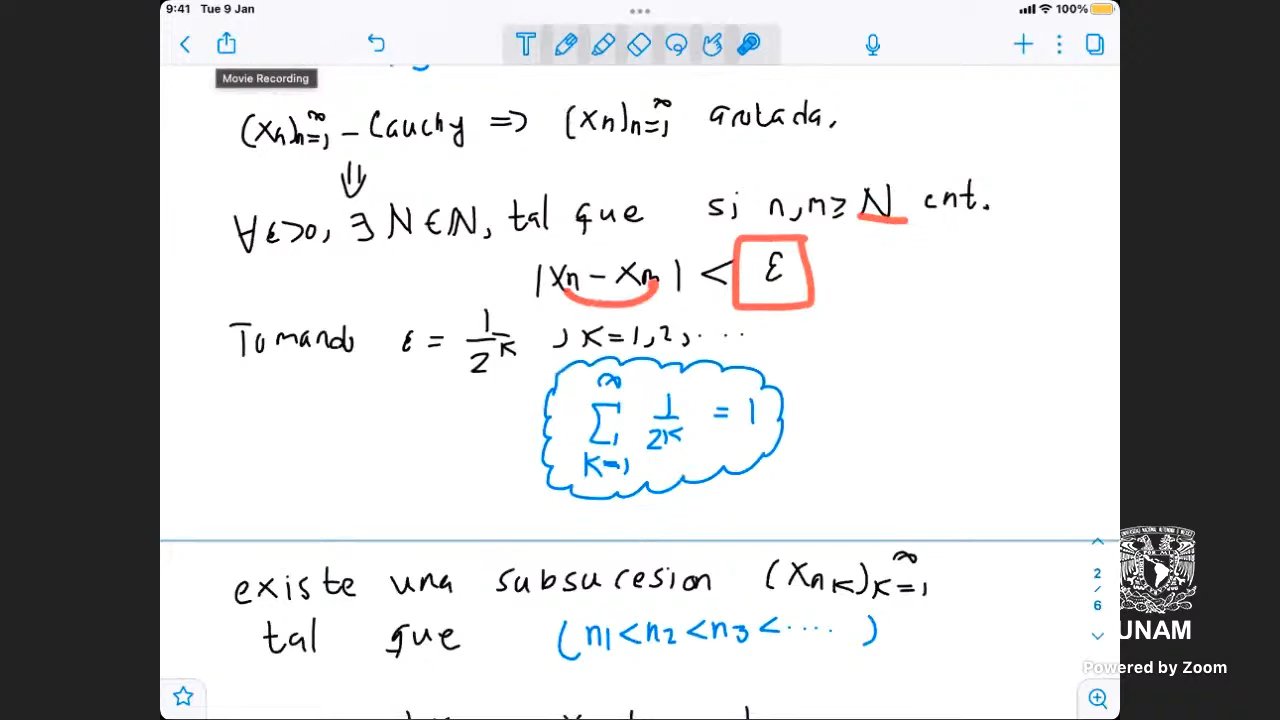 9:41 Tue 9 Jan 100%
Movie Recording
(Xn)n=1^∞ - Cauchy => (Xn)n=1^∞ acotada.
⇓
∀ε>0, ∃ N∈ℕ, tal que si n,m≥N ent.
|Xn - Xm| < ε
Tomando ε = 1/2^K , K=1,2,...
∑_{K=1}^∞ 1/2^K = 1
existe una subsucesion (Xn_K)_{K=1}^∞
tal que (n1<n2<n3<....)
2/6
UNAM
Powered by Zoom